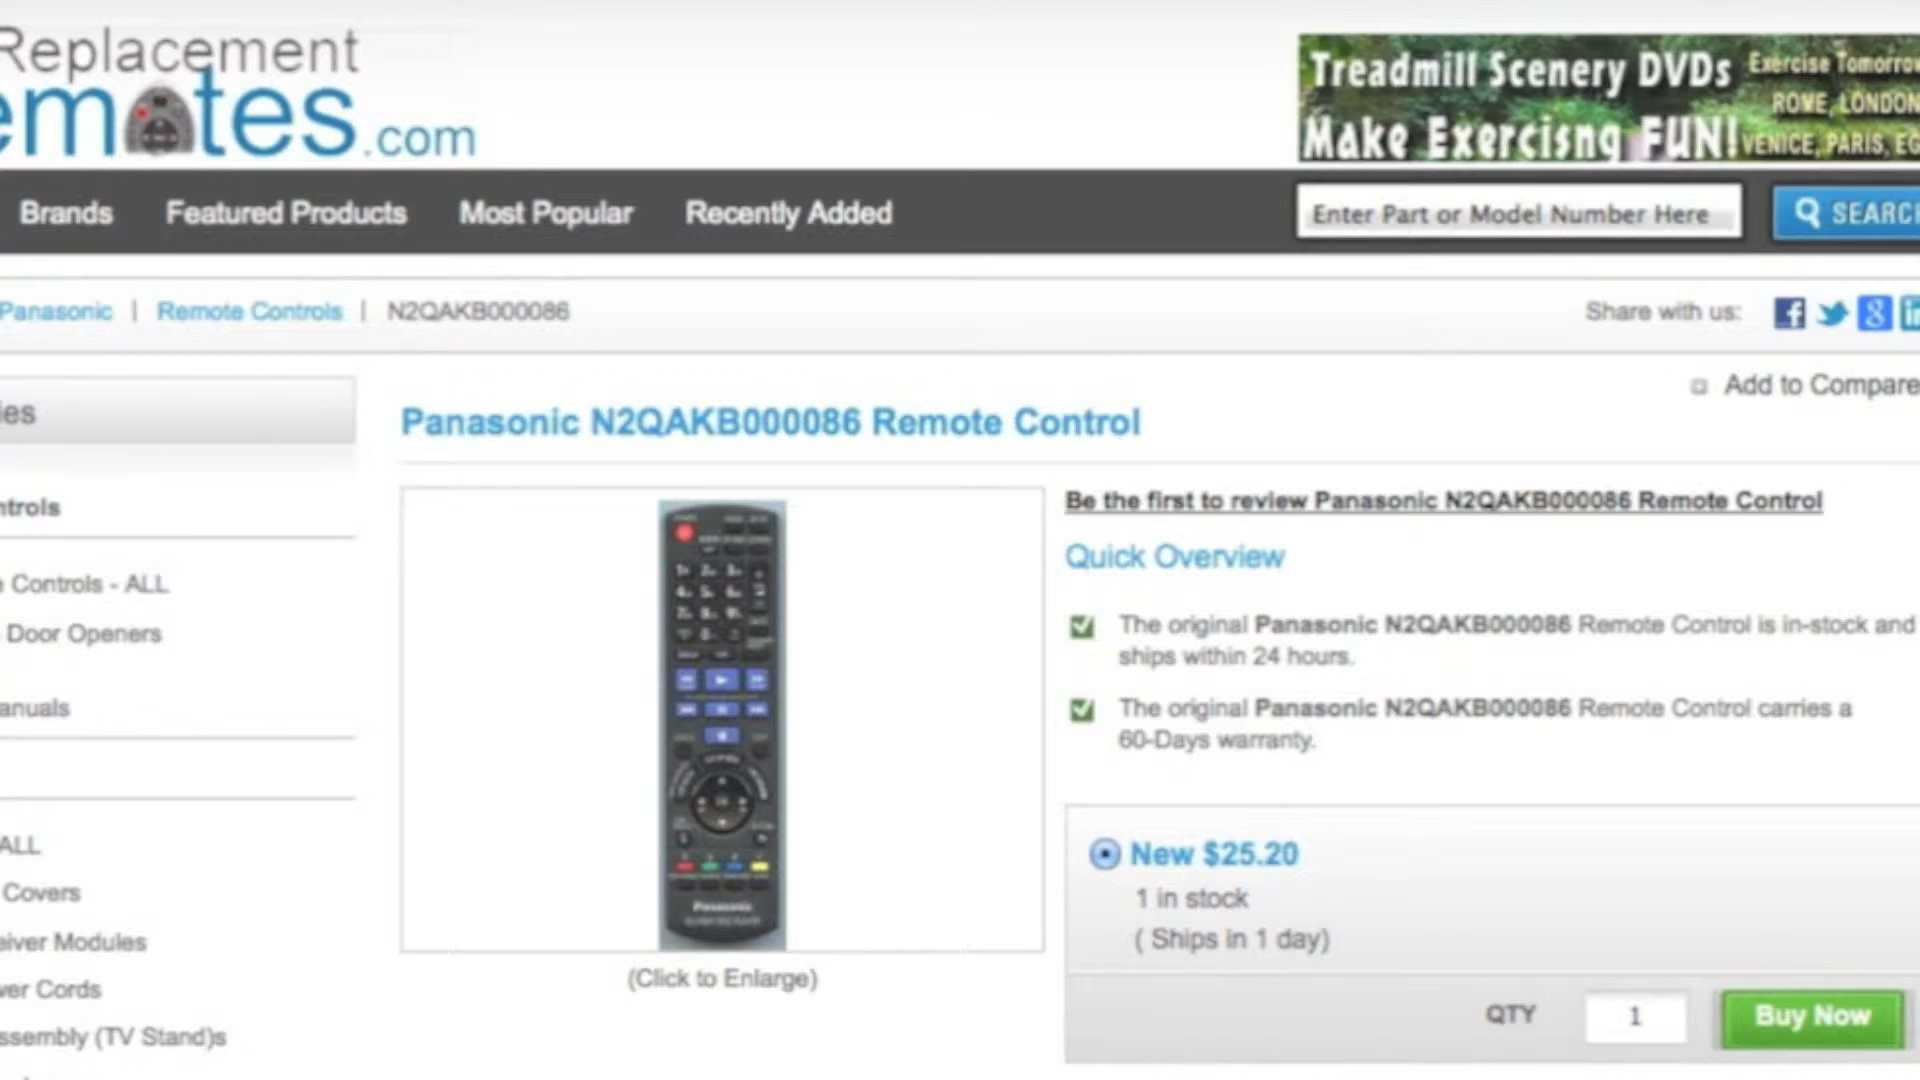 Replacement
emotes.com
Treadmill Scenery DVDs
Make Exercisng FUN!
Exercise Tomorrow
ROME, LONDON
VENICE, PARIS, EG
Brands Featured Products Most Popular Recently Added
Enter Part or Model Number Here
SEARCH
Panasonic | Remote Controls | N2QAKB000086
Share with us:
Add to Compare
ies
ntrols
e Controls - ALL
Door Openers
anuals
ALL
Covers
eiver Modules
wer Cords
ssembly (TV Stand)s
Panasonic N2QAKB000086 Remote Control
Panasonic
(Click to Enlarge)
Be the first to review Panasonic N2QAKB000086 Remote Control
Quick Overview
The original Panasonic N2QAKB000086 Remote Control is in-stock and
ships within 24 hours.
The original Panasonic N2QAKB000086 Remote Control carries a
60-Days warranty.
New $25.20
1 in stock
( Ships in 1 day)
QTY 1 Buy Now